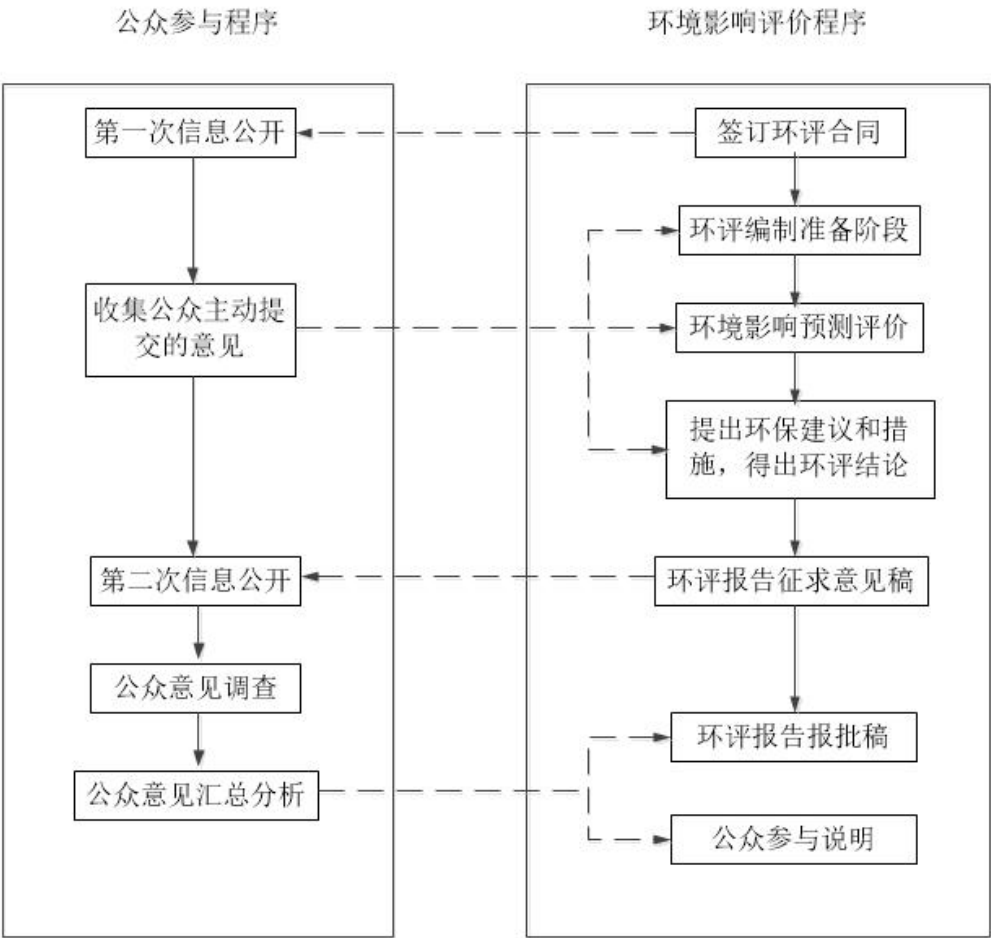 公众参与程序
环境影响评价程序
第一次信息公开
签订环评合同
环评编制准备阶段
收集公众主动提
交的意见
环境影响预测评价
提出环保建议和措
施，得出环评结论
第二次信息公开
环评报告征求意见稿
公众意见调查
环评报告报批稿
公众意见汇总分析
公众参与说明